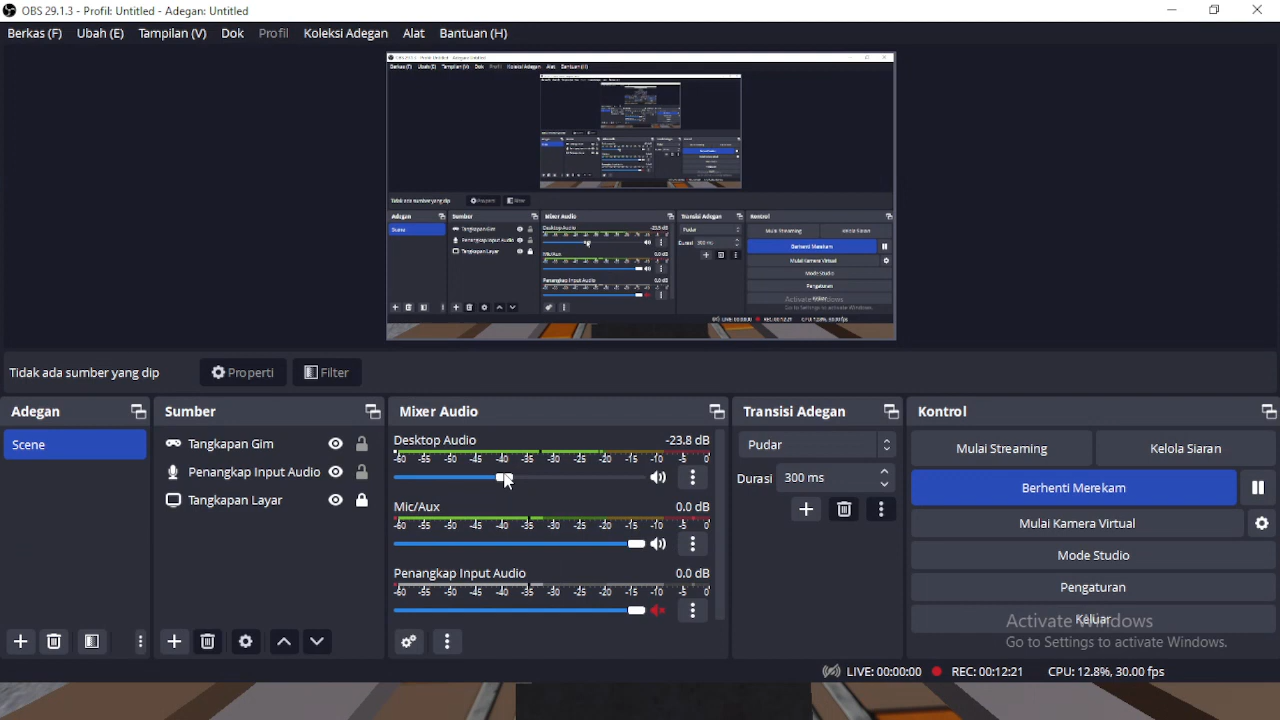 OBS 29.1.3 - Profil: Untitled - Adegan: Untitled
Berkas (F) Ubah (E) Tampilan (V) Dok Profil Koleksi Adegan Alat Bantuan (H)
Tidak ada sumber yang dip
Properti Filter
Adegan
Scene
Sumber
Tangkapan Gim
Penangkap Input Audio
Tangkapan Layar
Mixer Audio
Desktop Audio -23.8 dB
-60 -55 -50 -45 -40 -35 -30 -25 -20 -15 -10 -5 0
Mic/Aux 0.0 dB
-60 -55 -50 -45 -40 -35 -30 -25 -20 -15 -10 -5 0
Penangkap Input Audio 0.0 dB
-60 -55 -50 -45 -40 -35 -30 -25 -20 -15 -10 -5 0
Transisi Adegan
Pudar
Durasi 300 ms
Kontrol
Mulai Streaming Kelola Siaran
Berhenti Merekam
Mulai Kamera Virtual
Mode Studio
Pengaturan
Keluar
Activate Windows
Go to Settings to activate Windows.
LIVE: 00:00:00 REC: 00:12:21 CPU: 12.8%, 30.00 fps